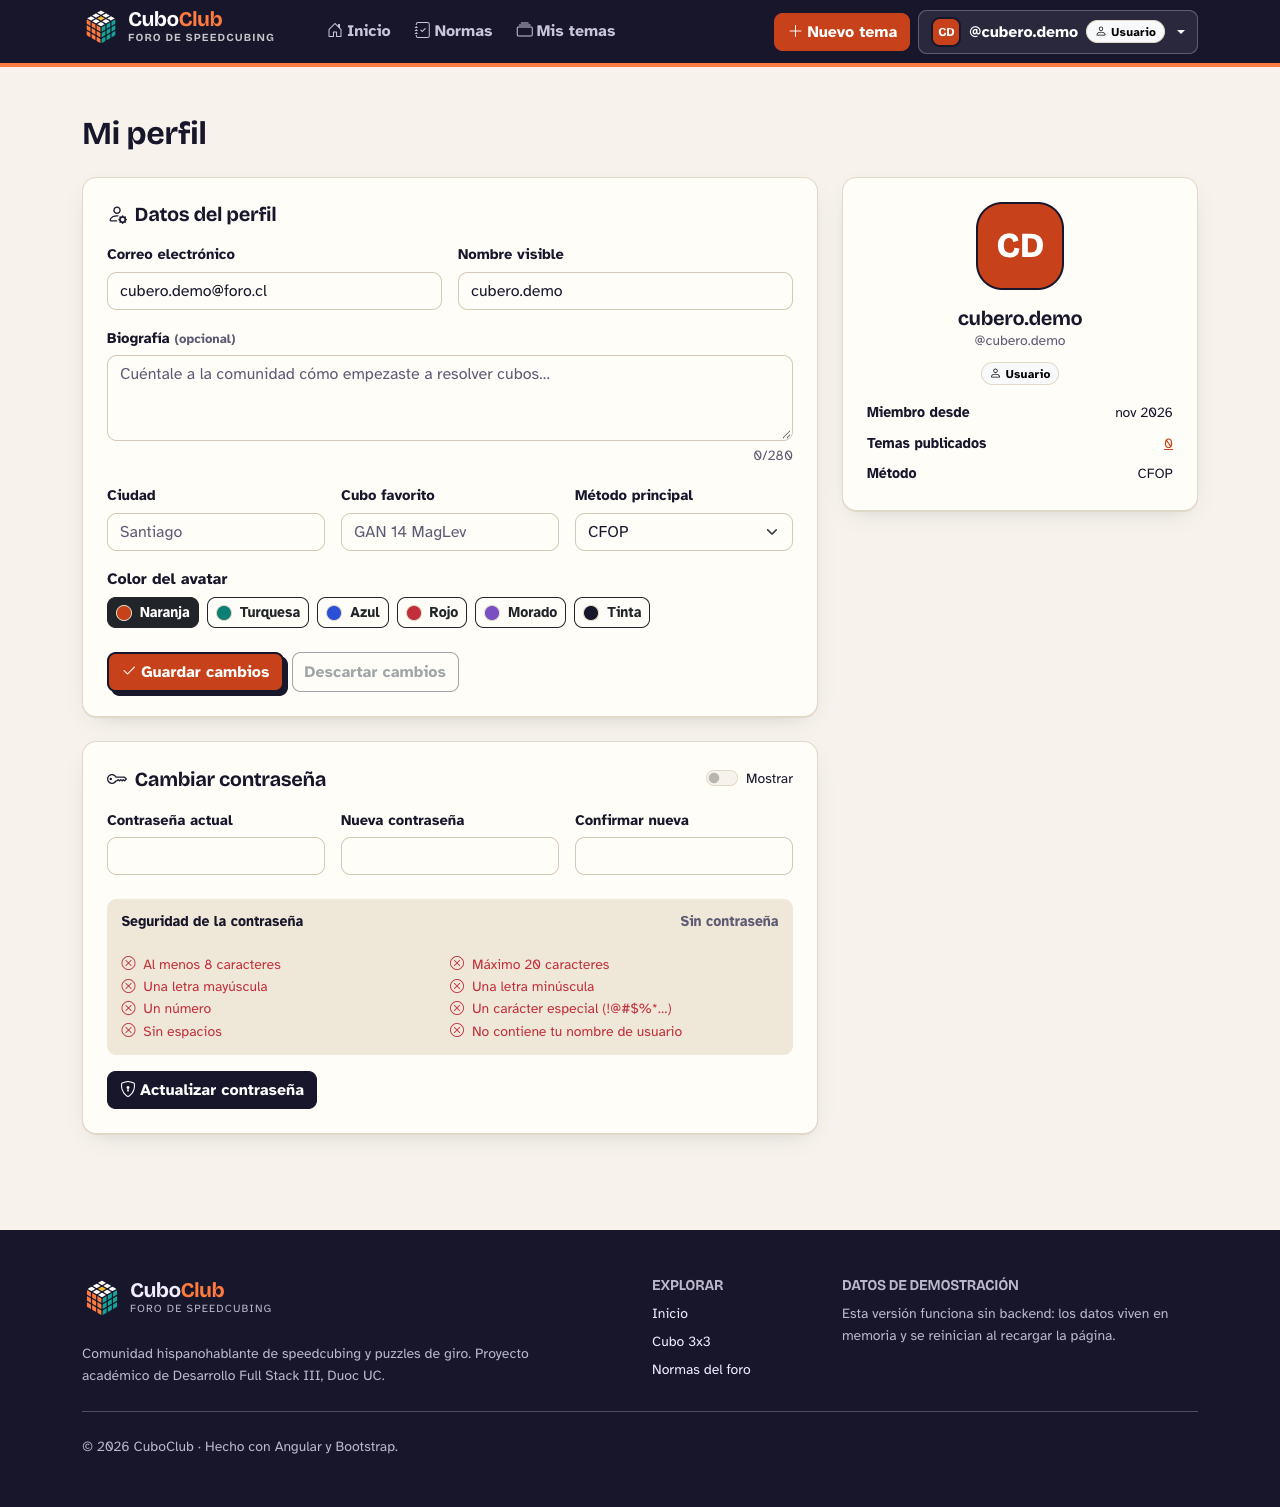 CuboClub
FORO DE SPEEDCUBING
Inicio
Normas
Mis temas
Nuevo tema
CD
@cubero.demo
Usuario
Mi perfil
Datos del perfil
Correo electrónico
Nombre visible
cubero.demo@foro.cl
cubero.demo
Biografía (opcional)
Cuéntale a la comunidad cómo empezaste a resolver cubos...
0/280
Ciudad
Cubo favorito
Método principal
Santiago
GAN 14 MagLev
CFOP
Color del avatar
Naranja
Turquesa
Azul
Rojo
Morado
Tinta
Guardar cambios
Descartar cambios
CD
cubero.demo
@cubero.demo
Usuario
Miembro desde nov 2026
Temas publicados 0
Método CFOP
Cambiar contraseña
Mostrar
Contraseña actual
Nueva contraseña
Confirmar nueva
Seguridad de la contraseña
Sin contraseña
Al menos 8 caracteres
Máximo 20 caracteres
Una letra mayúscula
Una letra minúscula
Un número
Un carácter especial (!@#$%*...)
Sin espacios
No contiene tu nombre de usuario
Actualizar contraseña
CuboClub
FORO DE SPEEDCUBING
Comunidad hispanohablante de speedcubing y puzzles de giro. Proyecto
académico de Desarrollo Full Stack III, Duoc UC.
EXPLORAR
Inicio
Cubo 3x3
Normas del foro
DATOS DE DEMOSTRACIÓN
Esta versión funciona sin backend: los datos viven en
memoria y se reinician al recargar la página.
© 2026 CuboClub · Hecho con Angular y Bootstrap.